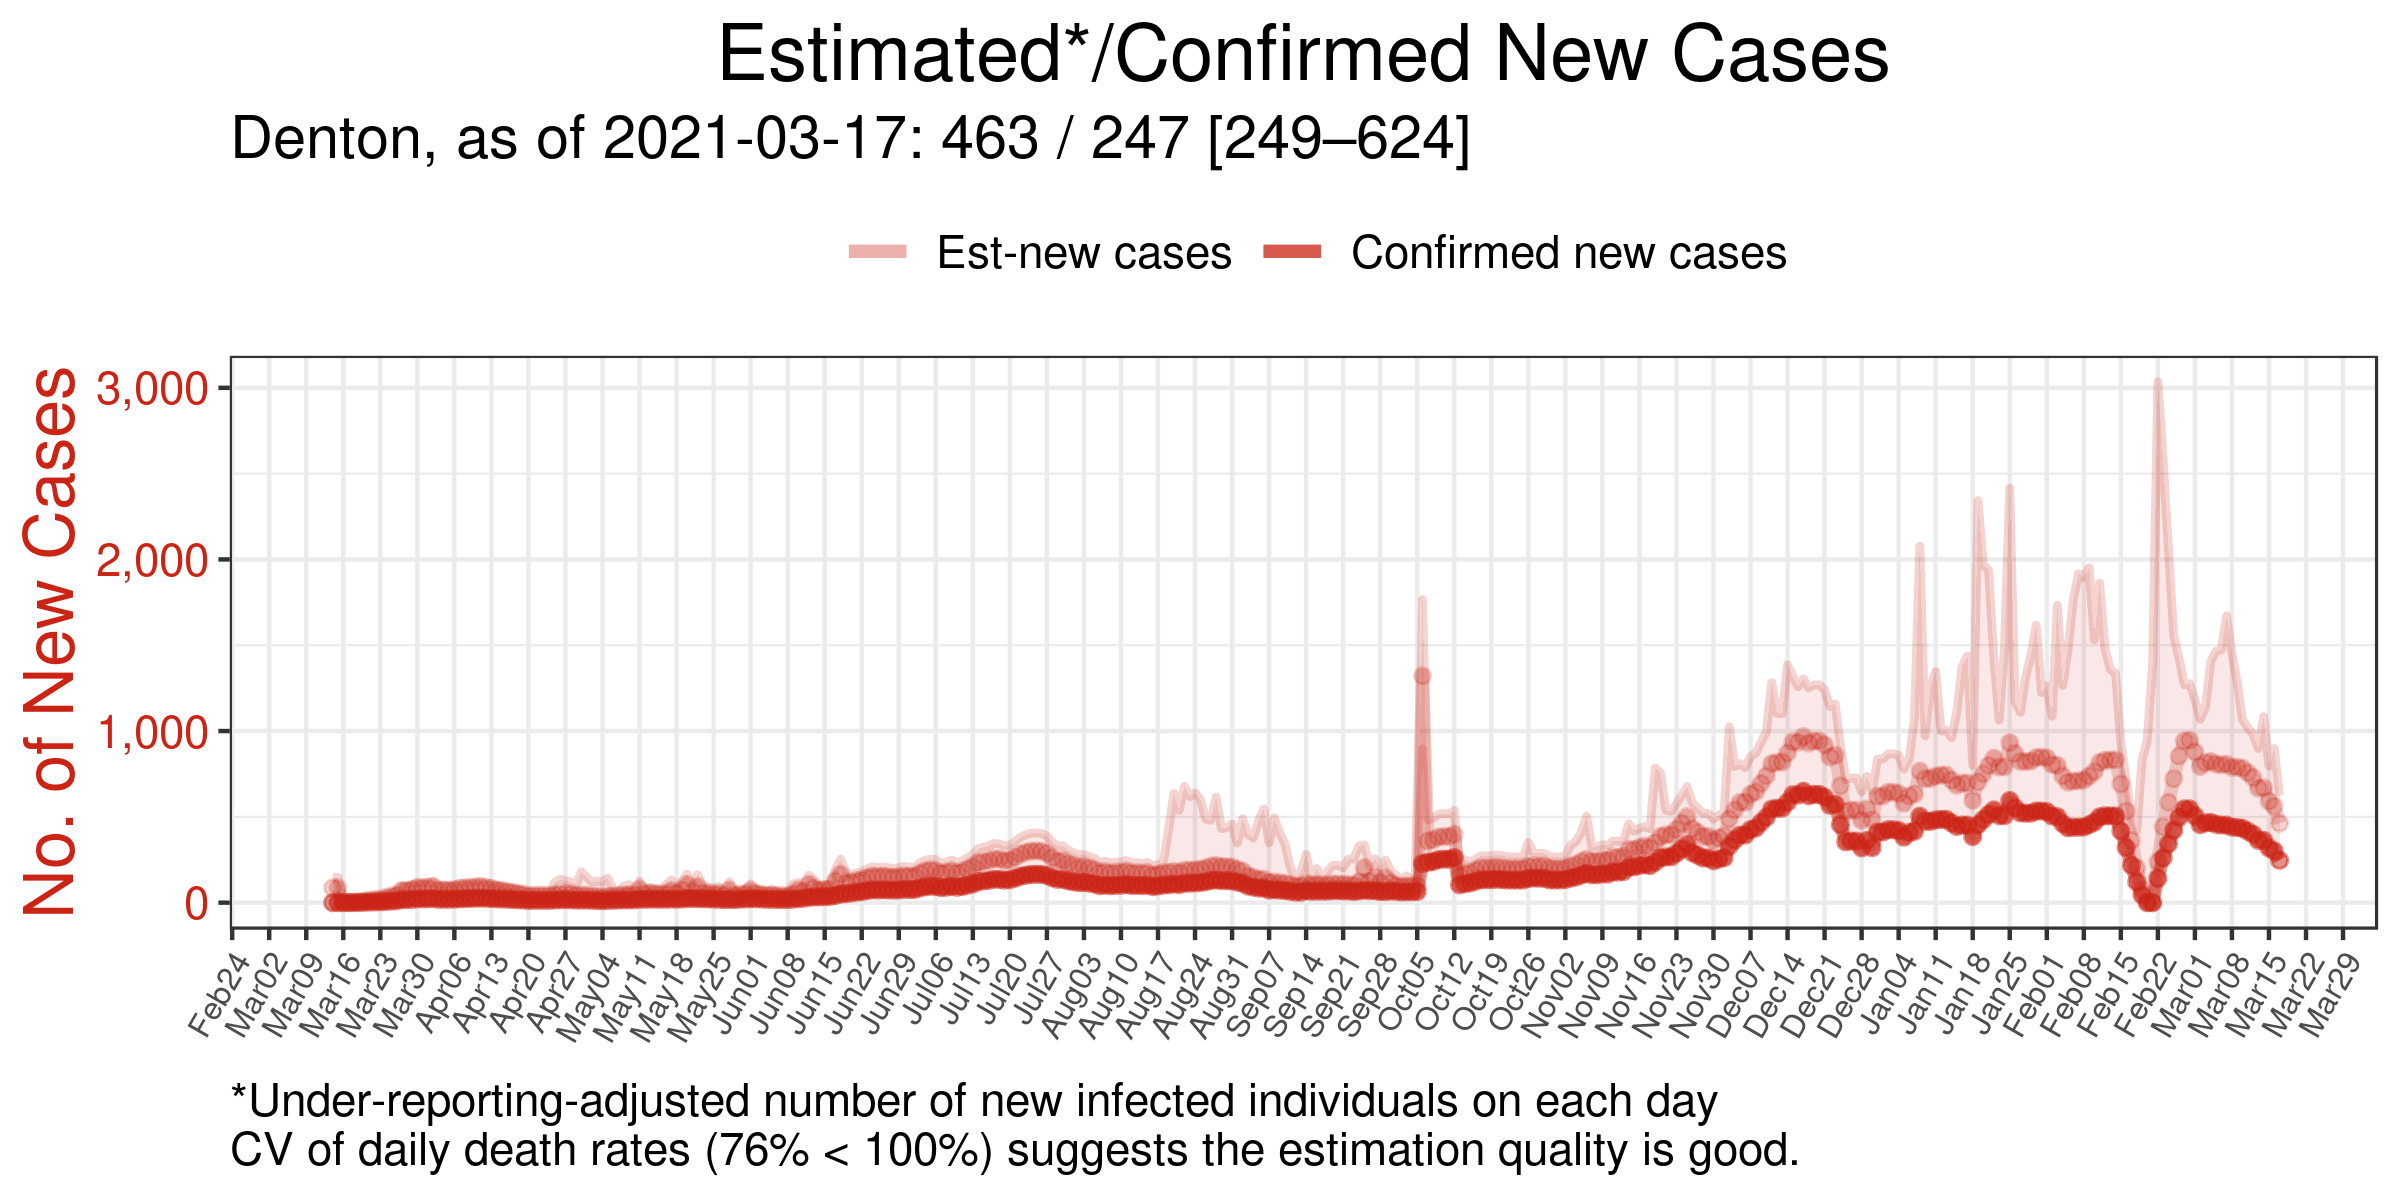 Estimated*/Confirmed New Cases
Denton, as of 2021-03-17: 463 / 247 [249–624]
Est-new cases Confirmed new cases
No. of New Cases
3,000
2,000
1,000
0
Feb24 Mar02 Mar09 Mar16 Mar23 Mar30 Apr06 Apr13 Apr20 Apr27 May04 May11 May18 May25 Jun01 Jun08 Jun15 Jun22 Jun29 Jul06 Jul13 Jul20 Jul27 Aug03 Aug10 Aug17 Aug24 Aug31 Sep07 Sep14 Sep21 Sep28 Oct05 Oct12 Oct19 Oct26 Nov02 Nov09 Nov16 Nov23 Nov30 Dec07 Dec14 Dec21 Dec28 Jan04 Jan11 Jan18 Jan25 Feb01 Feb08 Feb15 Feb22 Mar01 Mar08 Mar15 Mar22 Mar29
*Under-reporting-adjusted number of new infected individuals on each day
CV of daily death rates (76% < 100%) suggests the estimation quality is good.